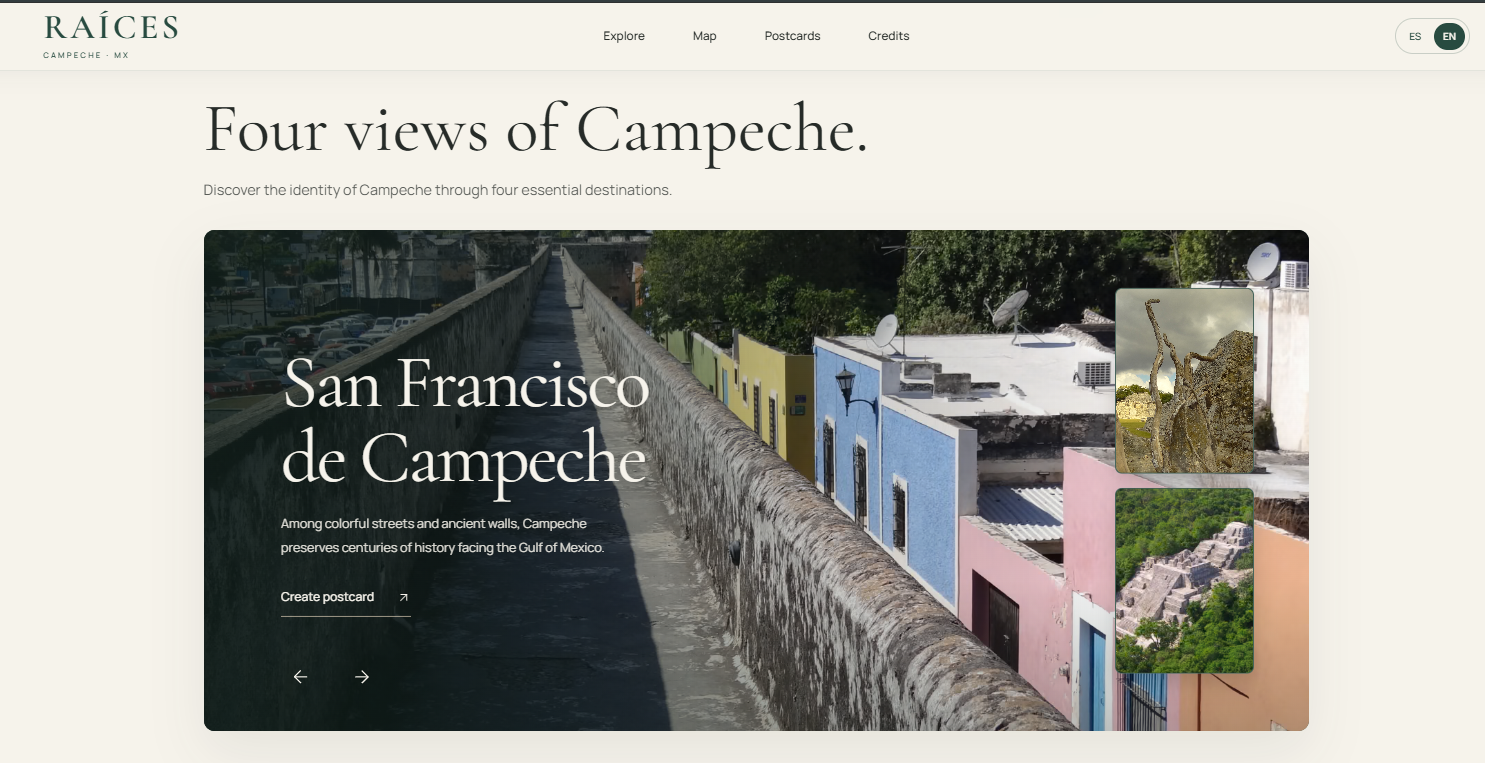 RAÍCES
CAMPECHE · MX
Explore
Map
Postcards
Credits
ES
EN
Four views of Campeche.
Discover the identity of Campeche through four essential destinations.
San Francisco
de Campeche
Among colorful streets and ancient walls, Campeche
preserves centuries of history facing the Gulf of Mexico.
Create postcard